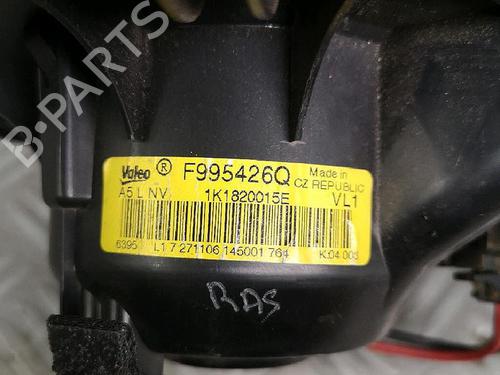 Valeo ® F995426Q Made in CZ REPUBLIC
A5 L NV 1K1820015E VL1
6395 L1 7 271106 145001 764 K:04 003
RAS
B-Parts